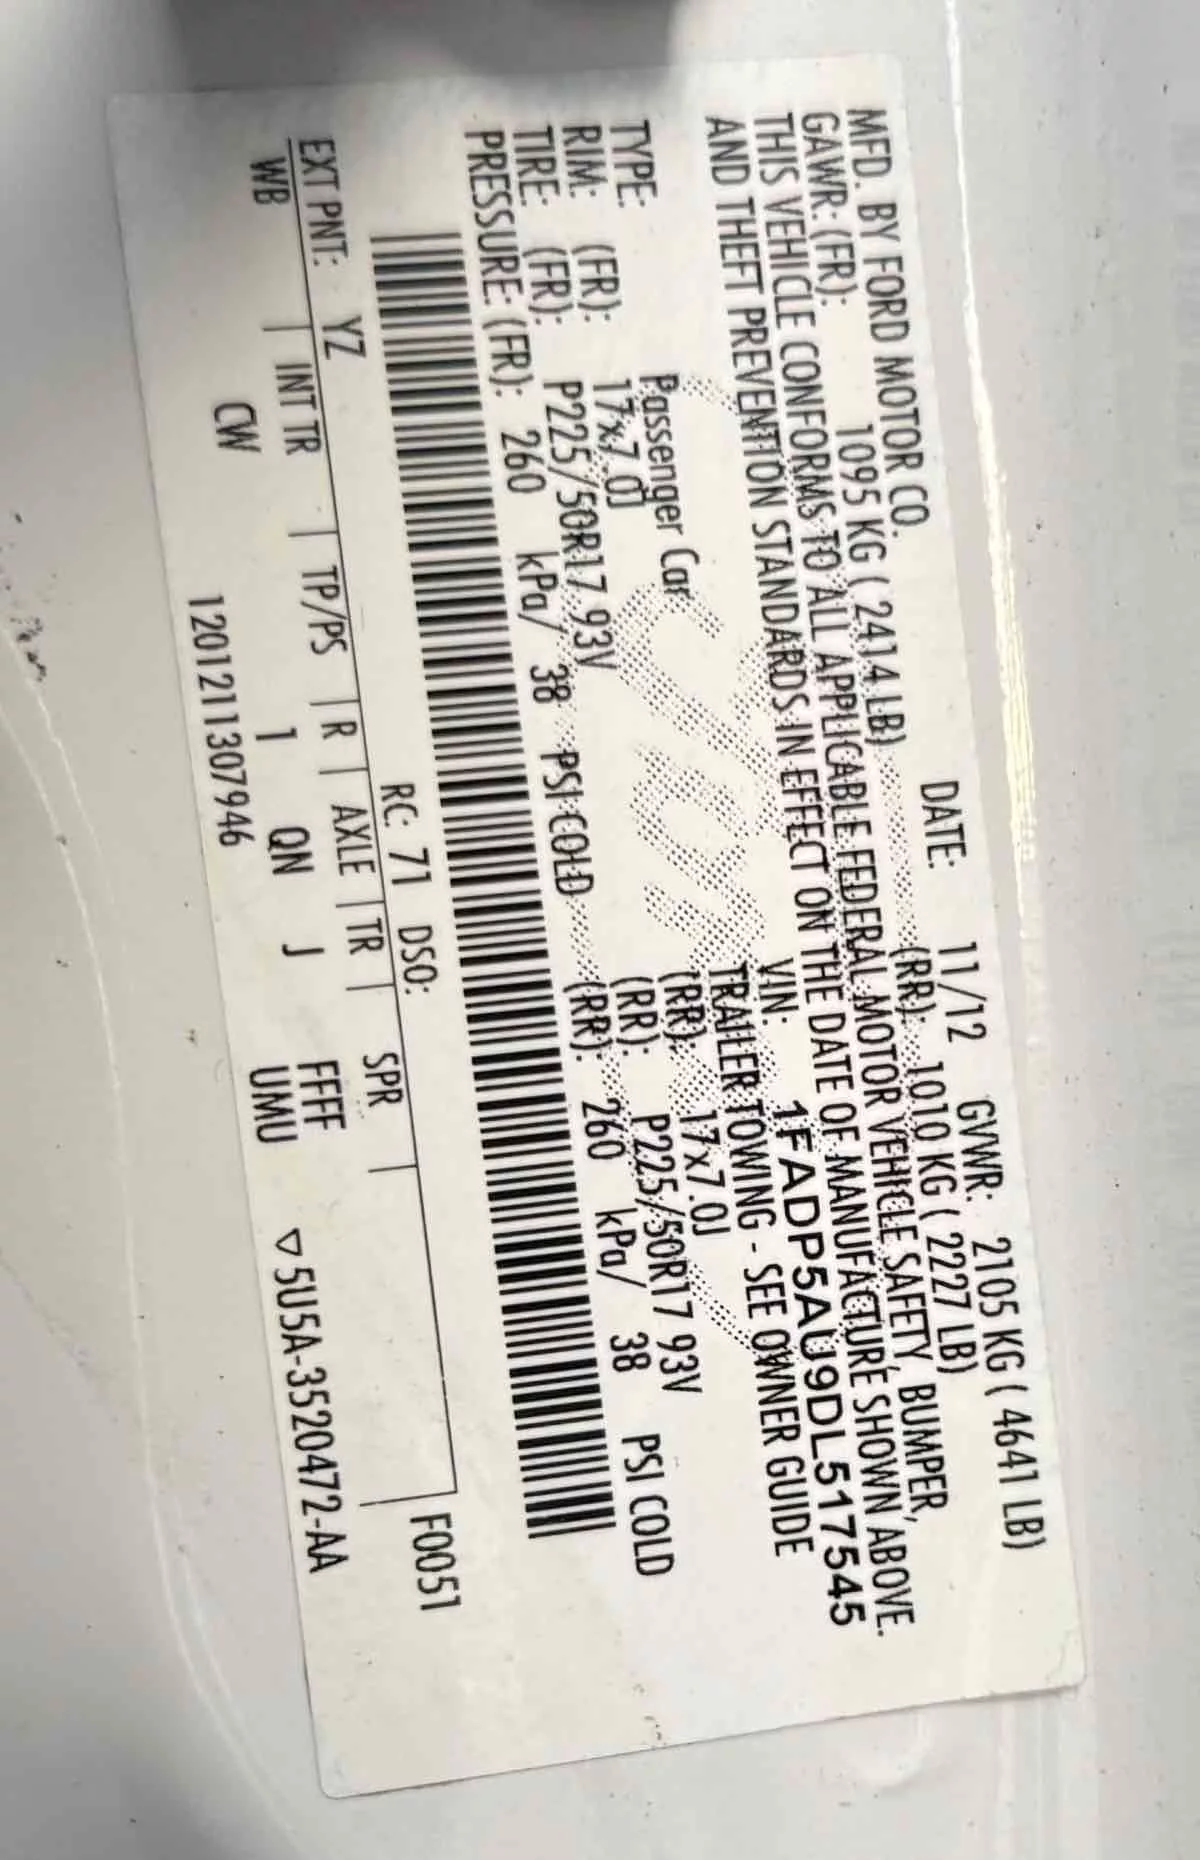 MFD. BY FORD MOTOR CO. DATE: 11/12 GVWR: 2105 KG ( 4641 LB)
GAWR: (FR): 1095 KG ( 2414 LB) (RR): 1010 KG ( 2227 LB)
THIS VEHICLE CONFORMS TO ALL APPLICABLE FEDERAL MOTOR VEHICLE SAFETY, BUMPER,
AND THEFT PREVENTION STANDARDS IN EFFECT ON THE DATE OF MANUFACTURE SHOWN ABOVE.
VIN: 1FADP5AU9DL517545
TYPE: Passenger Car TRAILER TOWING - SEE OWNER GUIDE
RIM: (FR): 17x7.0J (RR): 17x7.0J
TIRE: (FR): P225/50R17 93V (RR): P225/50R17 93V
PRESSURE: (FR): 260 kPa/ 38 PSI COLD (RR): 260 kPa/ 38 PSI COLD
F0051
EXT PNT: YZ RC: 71 DSO:
WB INT TR TP/PS R AXLE TR SPR
CW 1 QN J FFFF
UMU
1201211307946 ▽5U5A-3520472-AA